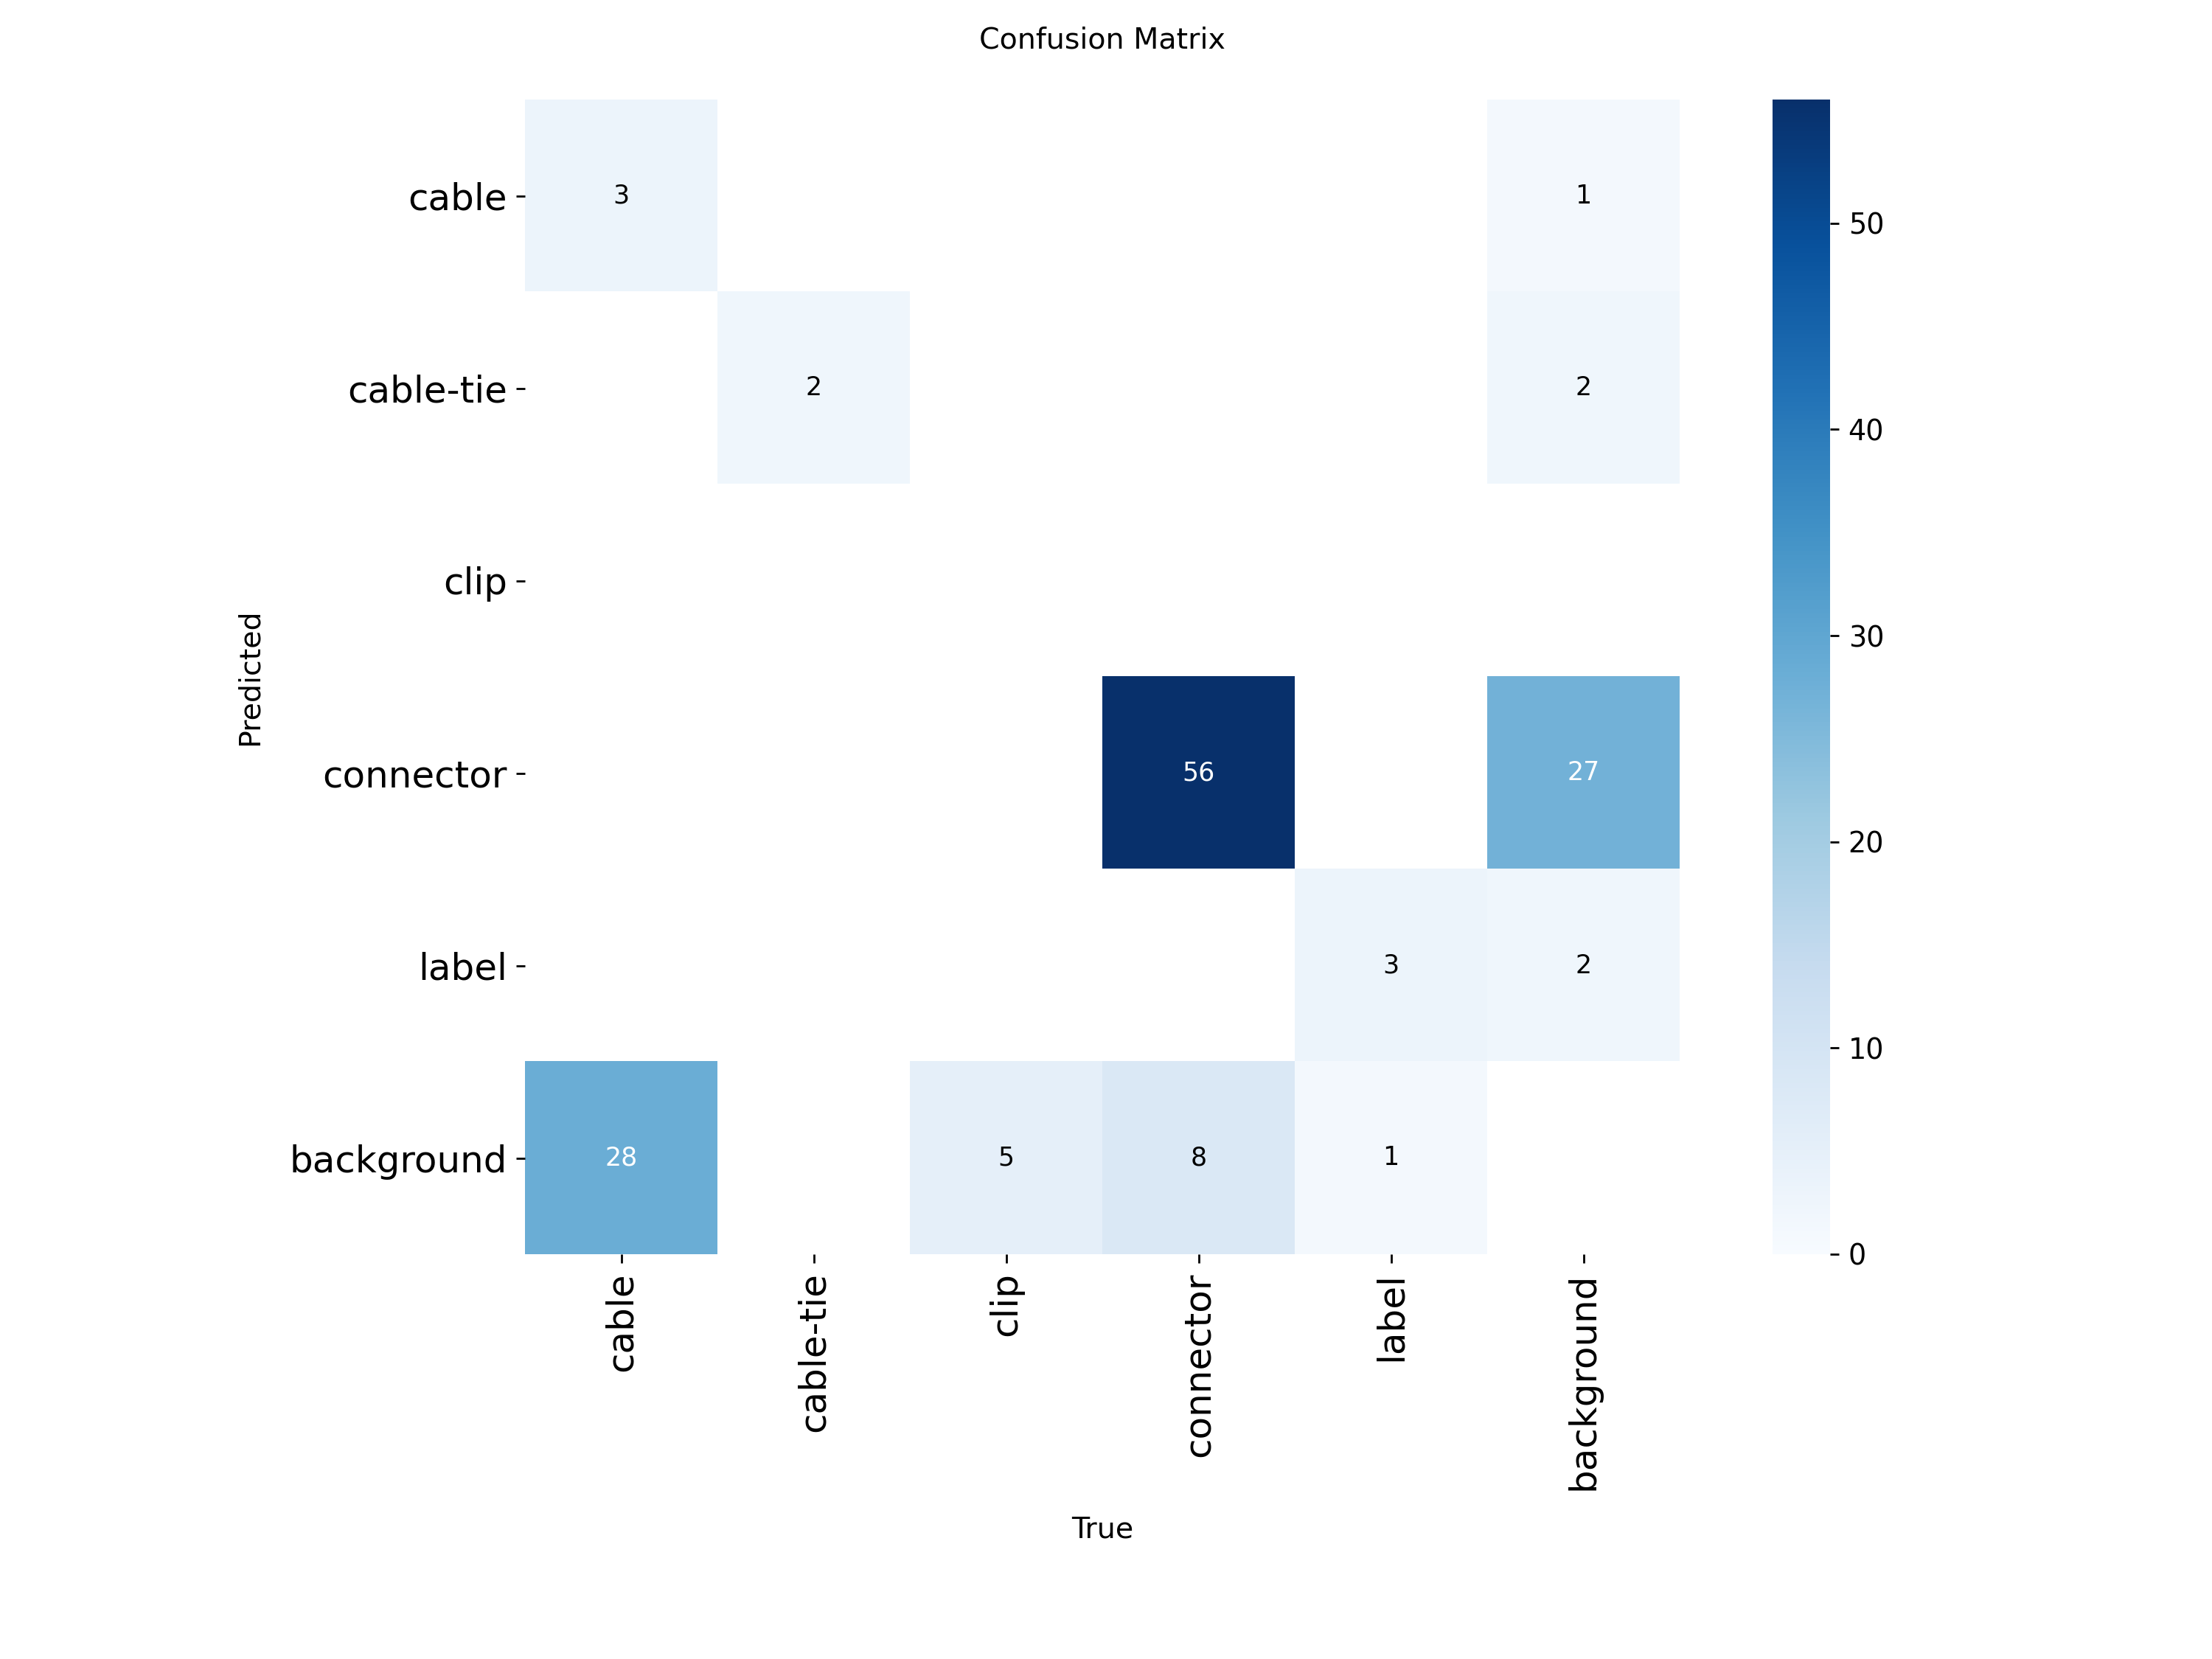 Confusion Matrix
cable
3
1
50
cable-tie
2
2
40
clip
30
Predicted
connector
56
27
20
label
3
2
10
background
28
5
8
1
0
cable
cable-tie
clip
connector
label
background
True